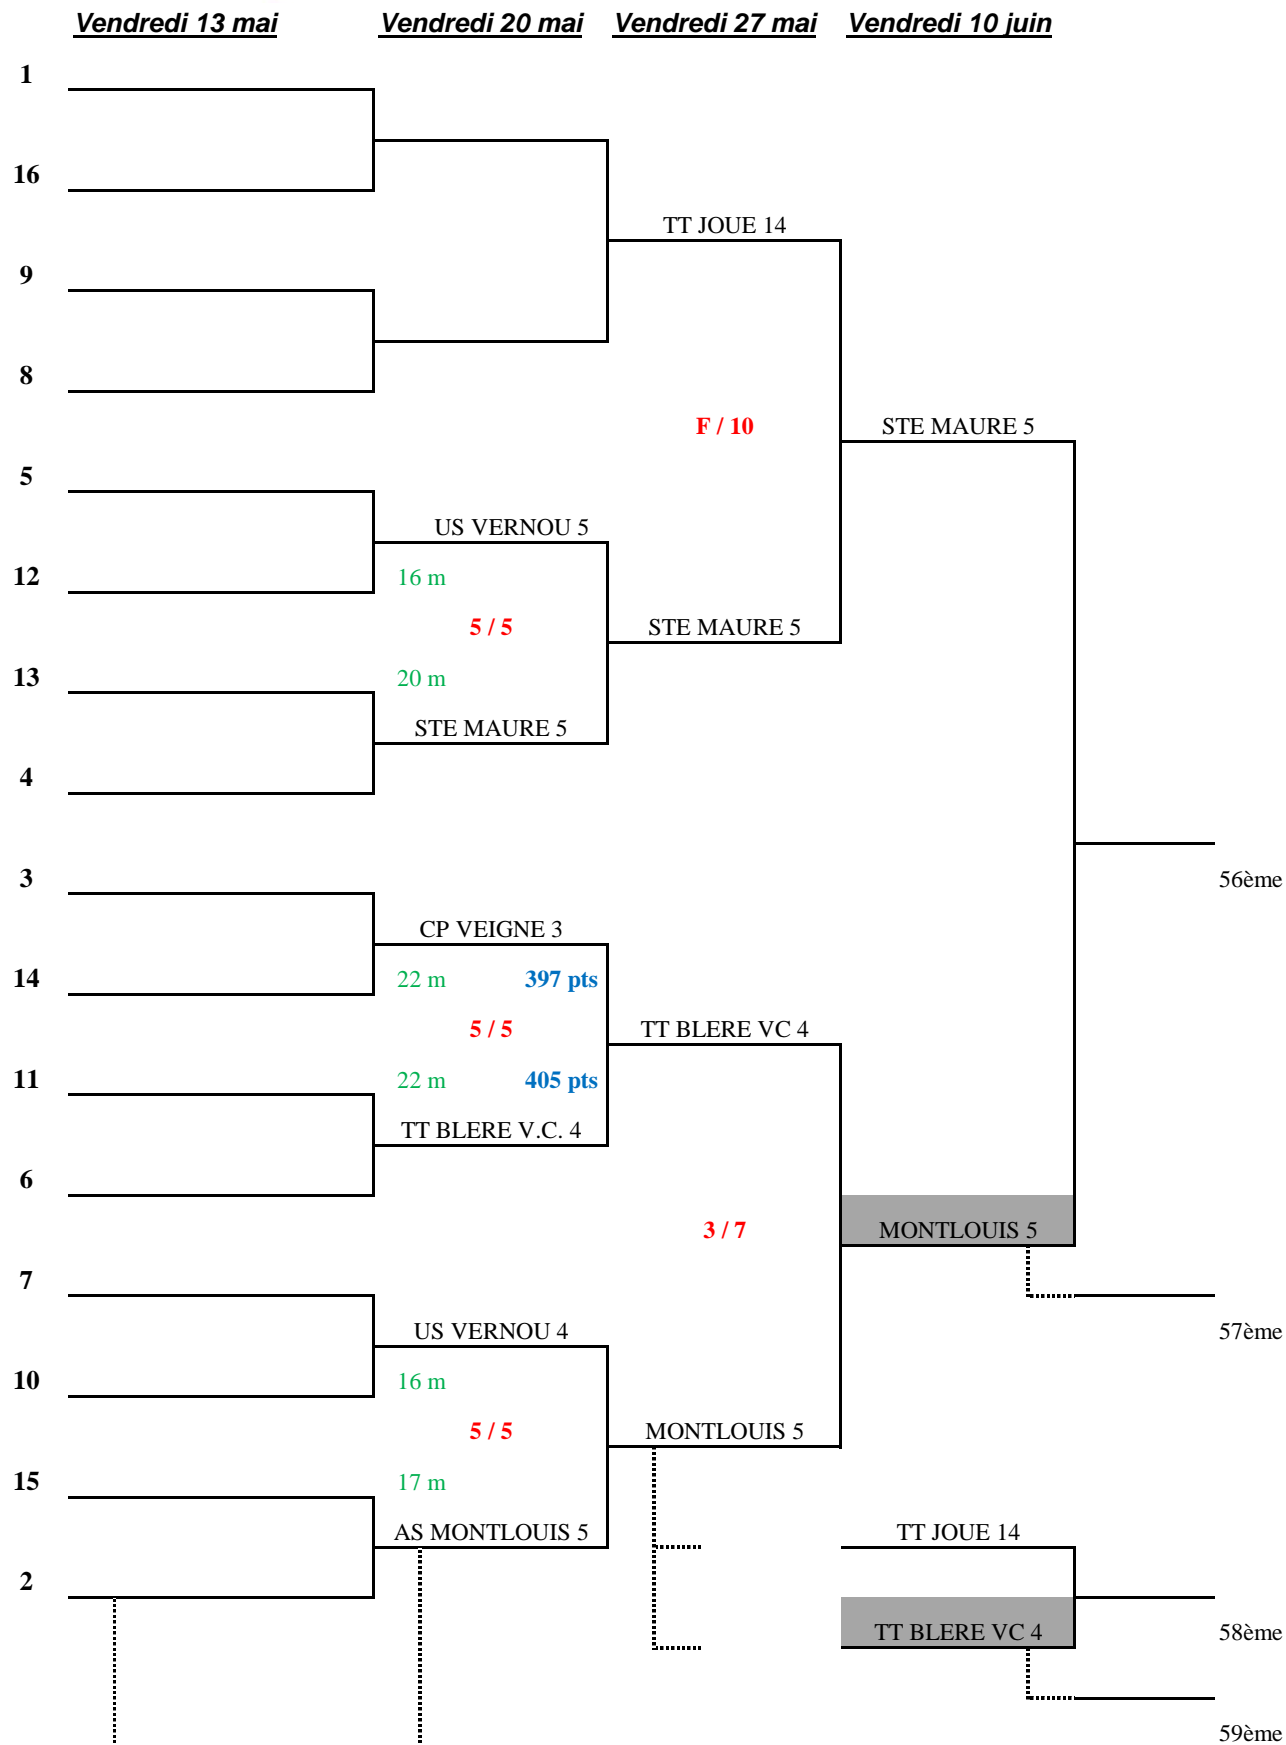 Vendredi 13 mai Vendredi 20 mai Vendredi 27 mai Vendredi 10 juin
1
16
TT JOUE 14
9
8
F / 10 STE MAURE 5
5
US VERNOU 5
12 16 m
5 / 5 STE MAURE 5
13 20 m
STE MAURE 5
4
3 56ème
CP VEIGNE 3
14 22 m 397 pts
5 / 5 TT BLERE VC 4
11 22 m 405 pts
TT BLERE V.C. 4
6
3 / 7 MONTLOUIS 5
7
US VERNOU 4 57ème
10 16 m
5 / 5 MONTLOUIS 5
15 17 m
AS MONTLOUIS 5 TT JOUE 14
2
TT BLERE VC 4 58ème
59ème